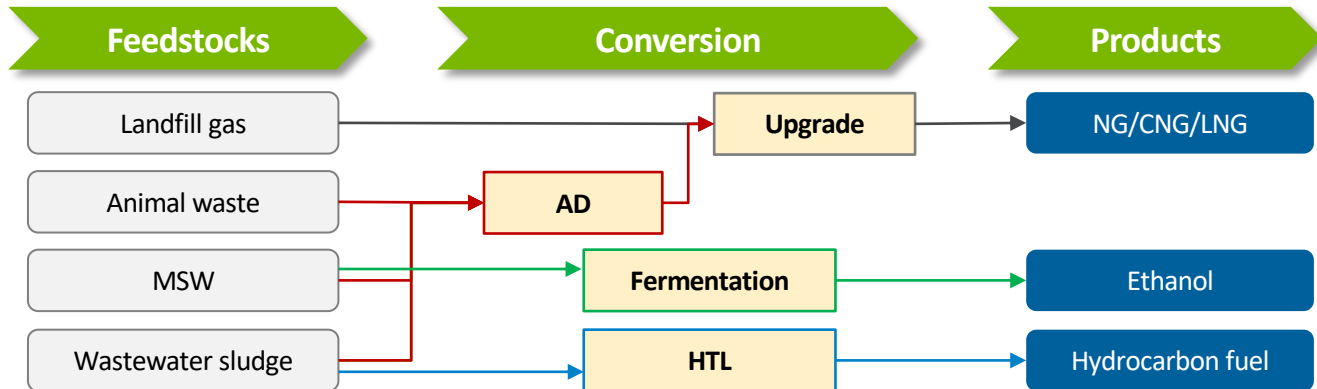 Feedstocks
Conversion
Products
Landfill gas
Upgrade
NG/CNG/LNG
Animal waste
AD
MSW
Fermentation
Ethanol
Wastewater sludge
HTL
Hydrocarbon fuel